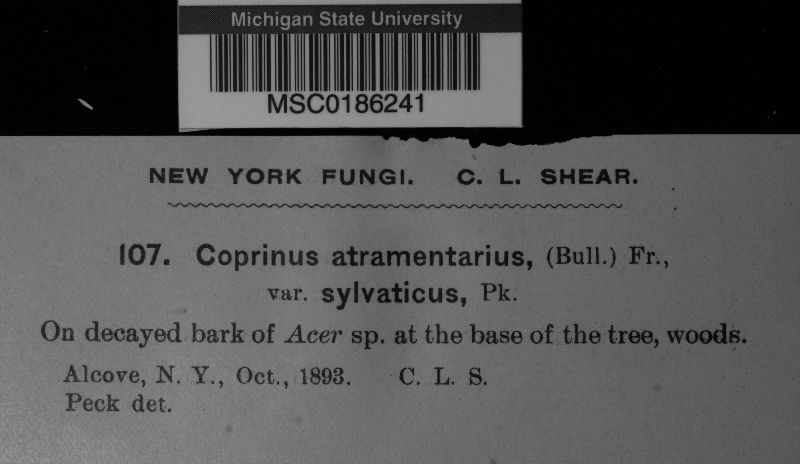 Michigan State University
MSC0186241
NEW YORK FUNGI. C. L. SHEAR.
107. Coprinus atramentarius, (Bull.) Fr.,
var. sylvaticus, Pk.
On decayed bark of Acer sp. at the base of the tree, woods.
Alcove, N. Y., Oct., 1893. C. L. S.
Peck det.